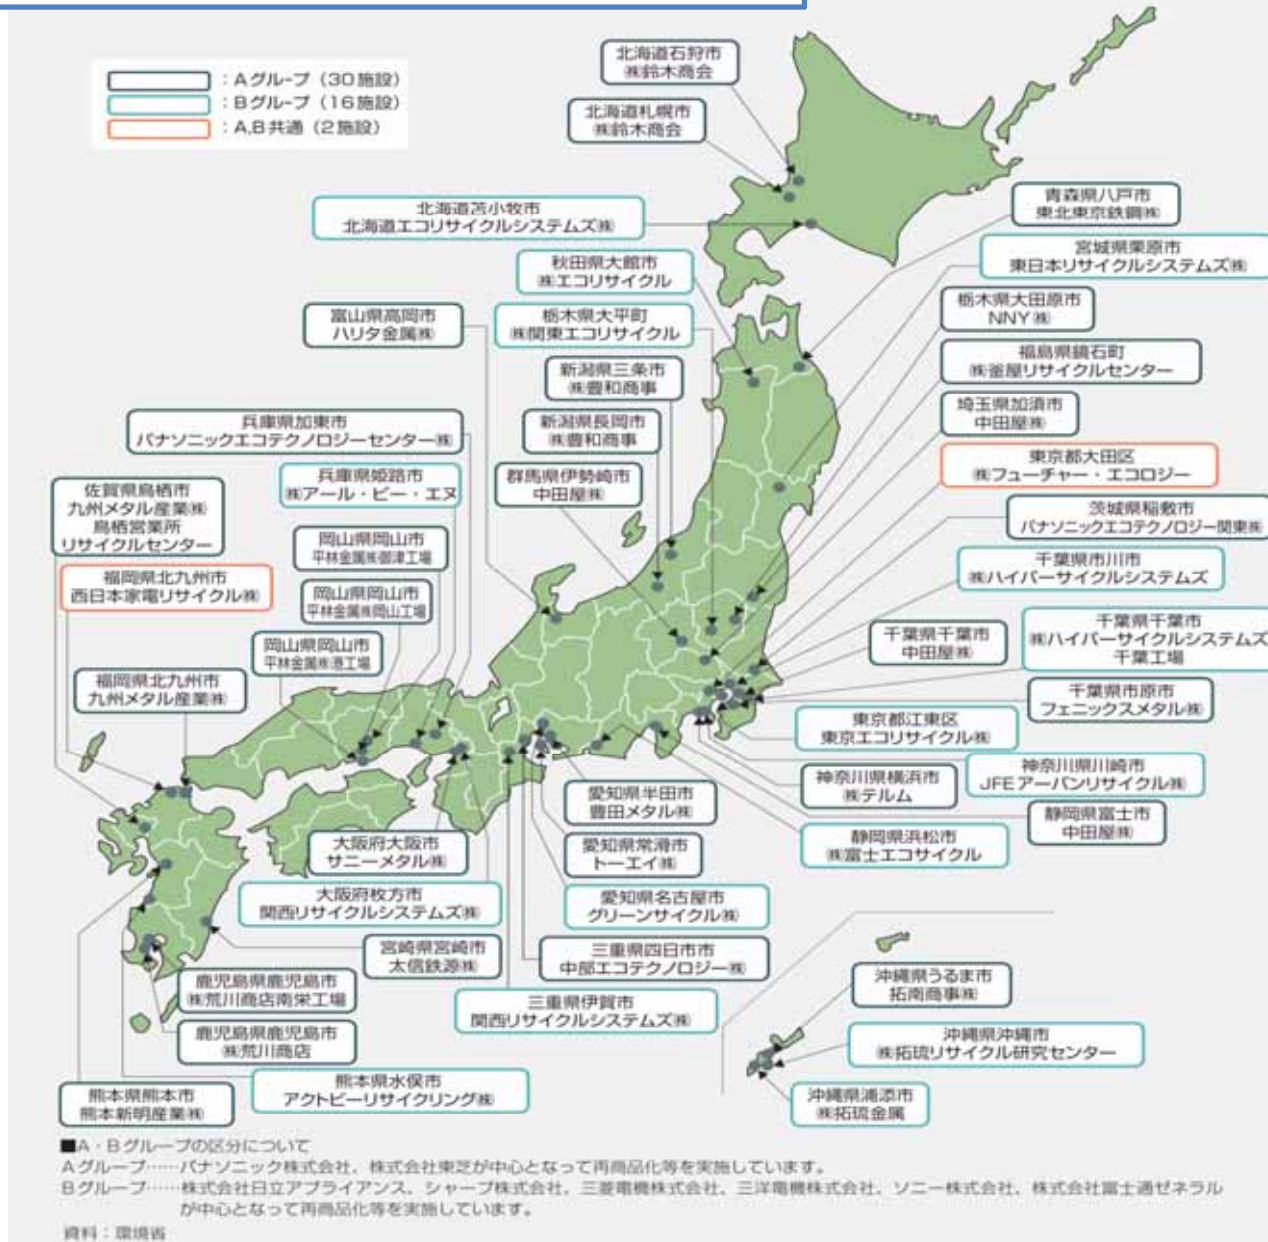 ：Aグループ（30施設）
：Bグループ（16施設）
：A,B共通（2施設）
北海道石狩市
㈱鈴木商会
北海道札幌市
㈱鈴木商会
北海道苫小牧市
北海道エコリサイクルシステムズ㈱
青森県八戸市
東北東京鉄鋼㈱
秋田県大館市
㈱エコリサイクル
宮城県栗原市
東日本リサイクルシステムズ㈱
富山県高岡市
ハリタ金属㈱
栃木県大平町
㈱関東エコリサイクル
栃木県大田原市
NNY㈱
新潟県三条市
㈱豊和商事
福島県鏡石町
㈱釜屋リサイクルセンター
兵庫県加東市
パナソニックエコテクノロジーセンター㈱
新潟県長岡市
㈱豊和商事
埼玉県加須市
中田屋㈱
兵庫県姫路市
㈱アール・ビー・エヌ
群馬県伊勢崎市
中田屋㈱
東京都大田区
㈱フューチャー・エコロジー
佐賀県鳥栖市
九州メタル産業㈱
鳥栖営業所
リサイクルセンター
茨城県稲敷市
パナソニックエコテクノロジー関東㈱
岡山県岡山市
平林金属㈱御津工場
千葉県市川市
㈱ハイパーサイクルシステムズ
福岡県北九州市
西日本家電リサイクル㈱
岡山県岡山市
平林金属㈱岡山工場
千葉県千葉市
中田屋㈱
千葉県千葉市
㈱ハイパーサイクルシステムズ
千葉工場
岡山県岡山市
平林金属㈱港工場
福岡県北九州市
九州メタル産業㈱
千葉県市原市
フェニックスメタル㈱
東京都江東区
東京エコリサイクル㈱
神奈川県川崎市
JFEアーバンリサイクル㈱
神奈川県横浜市
㈱テルム
愛知県半田市
豊田メタル㈱
静岡県富士市
中田屋㈱
大阪府大阪市
サニーメタル㈱
愛知県常滑市
トーエイ㈱
静岡県浜松市
㈱富士エコサイクル
大阪府枚方市
関西リサイクルシステムズ㈱
愛知県名古屋市
グリーンサイクル㈱
宮崎県宮崎市
太信鉄源㈱
三重県四日市市
中部エコテクノロジー㈱
鹿児島県鹿児島市
㈱荒川商店南栄工場
三重県伊賀市
関西リサイクルシステムズ㈱
沖縄県うるま市
拓南商事㈱
鹿児島県鹿児島市
㈱荒川商店
沖縄県沖縄市
㈱拓琉リサイクル研究センター
熊本県熊本市
熊本新明産業㈱
熊本県水俣市
アクトビーリサイクリング㈱
沖縄県浦添市
㈱拓琉金属
■A・Bグループの区分について
Aグループ……パナソニック株式会社、株式会社東芝が中心となって再商品化等を実施しています。
Bグループ……株式会社日立アプライアンス、シャープ株式会社、三菱電機株式会社、三洋電機株式会社、ソニー株式会社、株式会社富士通ゼネラル
が中心となって再商品化等を実施しています。
資料：環境省